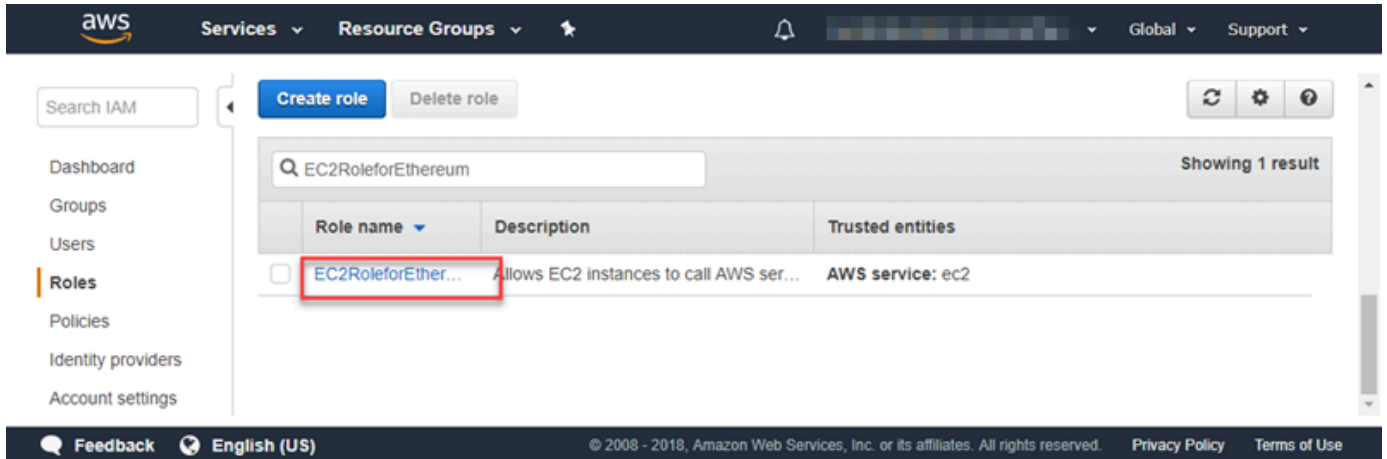 aws Services Resource Groups Global Support
Search IAM
Create role Delete role
Dashboard
Groups
Users
Roles
Policies
Identity providers
Account settings
EC2RoleforEthereum Showing 1 result
Role name Description Trusted entities
EC2RoleforEther... Allows EC2 instances to call AWS ser... AWS service: ec2
Feedback English (US) © 2008 - 2018, Amazon Web Services, Inc. or its affiliates. All rights reserved. Privacy Policy Terms of Use